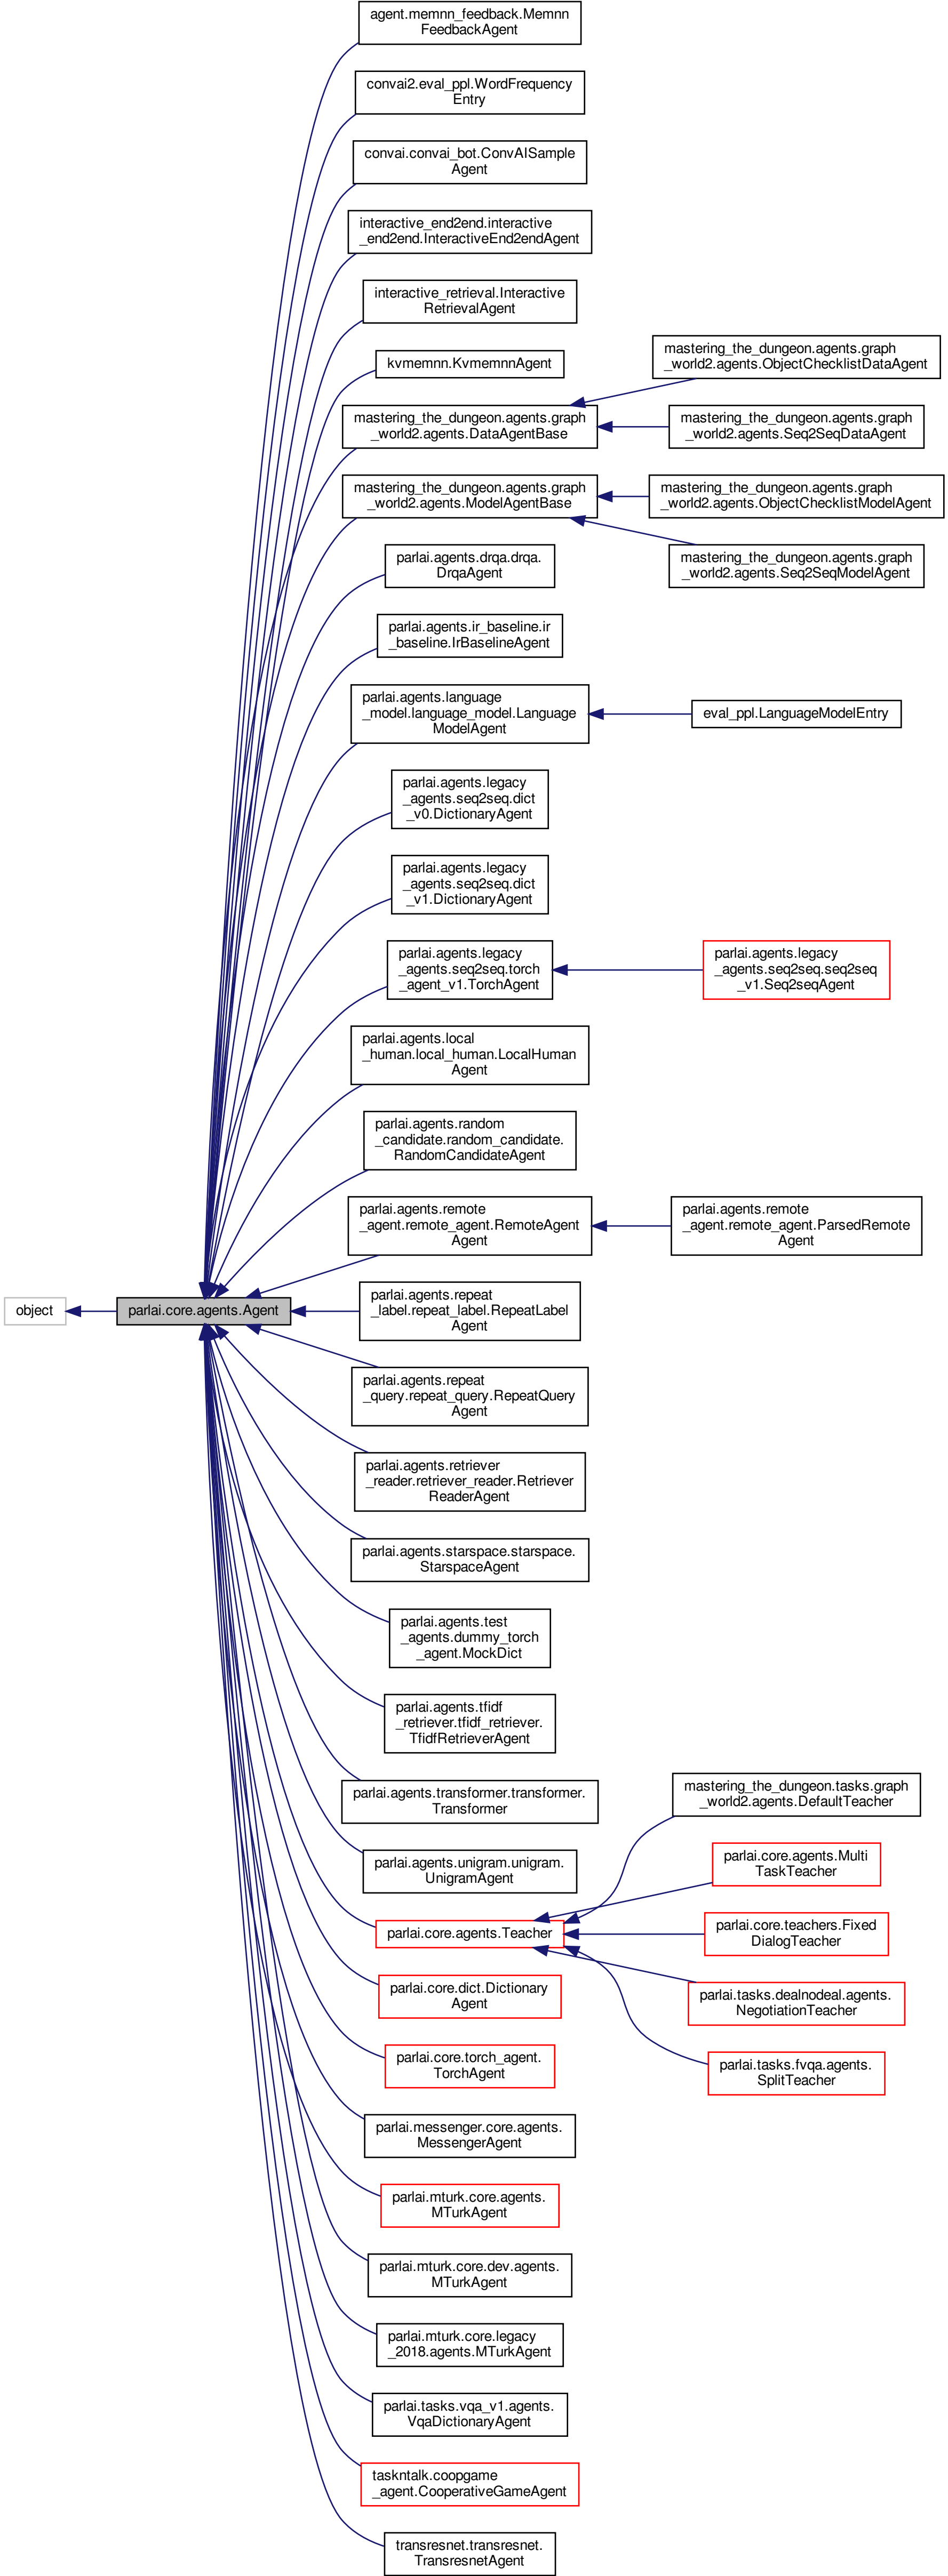 agent.memnn_feedback.Memnn
FeedbackAgent
convai2.eval_ppl.WordFrequency
Entry
convai.convai_bot.ConvAISample
Agent
interactive_end2end.interactive
_end2end.InteractiveEnd2endAgent
interactive_retrieval.Interactive
RetrievalAgent
kvmemnn.KvmemnnAgent
mastering_the_dungeon.agents.graph
_world2.agents.ObjectChecklistDataAgent
mastering_the_dungeon.agents.graph
_world2.agents.DataAgentBase
mastering_the_dungeon.agents.graph
_world2.agents.Seq2SeqDataAgent
mastering_the_dungeon.agents.graph
_world2.agents.ModelAgentBase
mastering_the_dungeon.agents.graph
_world2.agents.ObjectChecklistModelAgent
mastering_the_dungeon.agents.graph
_world2.agents.Seq2SeqModelAgent
parlai.agents.drqa.drqa.
DrqaAgent
parlai.agents.ir_baseline.ir
_baseline.IrBaselineAgent
parlai.agents.language
_model.language_model.Language
ModelAgent
eval_ppl.LanguageModelEntry
parlai.agents.legacy
_agents.seq2seq.dict
_v0.DictionaryAgent
parlai.agents.legacy
_agents.seq2seq.dict
_v1.DictionaryAgent
parlai.agents.legacy
_agents.seq2seq.torch
_agent_v1.TorchAgent
parlai.agents.legacy
_agents.seq2seq.seq2seq
_v1.Seq2seqAgent
parlai.agents.local
_human.local_human.LocalHuman
Agent
parlai.agents.random
_candidate.random_candidate.
RandomCandidateAgent
parlai.agents.remote
_agent.remote_agent.RemoteAgent
Agent
parlai.agents.remote
_agent.remote_agent.ParsedRemote
Agent
object
parlai.core.agents.Agent
parlai.agents.repeat
_label.repeat_label.RepeatLabel
Agent
parlai.agents.repeat
_query.repeat_query.RepeatQuery
Agent
parlai.agents.retriever
_reader.retriever_reader.Retriever
ReaderAgent
parlai.agents.starspace.starspace.
StarspaceAgent
parlai.agents.test
_agents.dummy_torch
_agent.MockDict
parlai.agents.tfidf
_retriever.tfidf_retriever.
TfidfRetrieverAgent
parlai.agents.transformer.transformer.
Transformer
parlai.agents.unigram.unigram.
UnigramAgent
parlai.core.agents.Teacher
mastering_the_dungeon.tasks.graph
_world2.agents.DefaultTeacher
parlai.core.agents.Multi
TaskTeacher
parlai.core.teachers.Fixed
DialogTeacher
parlai.tasks.dealnodeal.agents.
NegotiationTeacher
parlai.tasks.fvqa.agents.
SplitTeacher
parlai.core.dict.Dictionary
Agent
parlai.core.torch_agent.
TorchAgent
parlai.messenger.core.agents.
MessengerAgent
parlai.mturk.core.agents.
MTurkAgent
parlai.mturk.core.dev.agents.
MTurkAgent
parlai.mturk.core.legacy
_2018.agents.MTurkAgent
parlai.tasks.vqa_v1.agents.
VqaDictionaryAgent
taskntalk.coopgame
_agent.CooperativeGameAgent
transresnet.transresnet.
TransresnetAgent